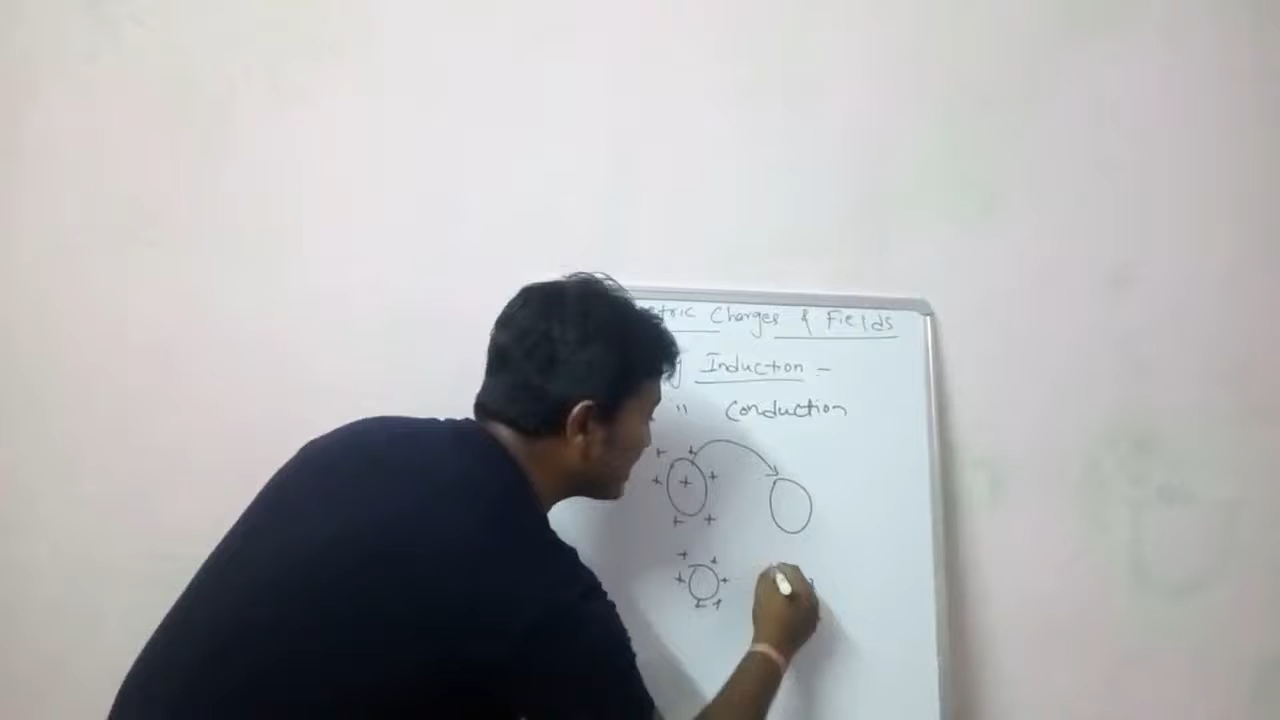 Charges & Fields
Induction -
" Conduction
+ + + + + + +
+ + + + +